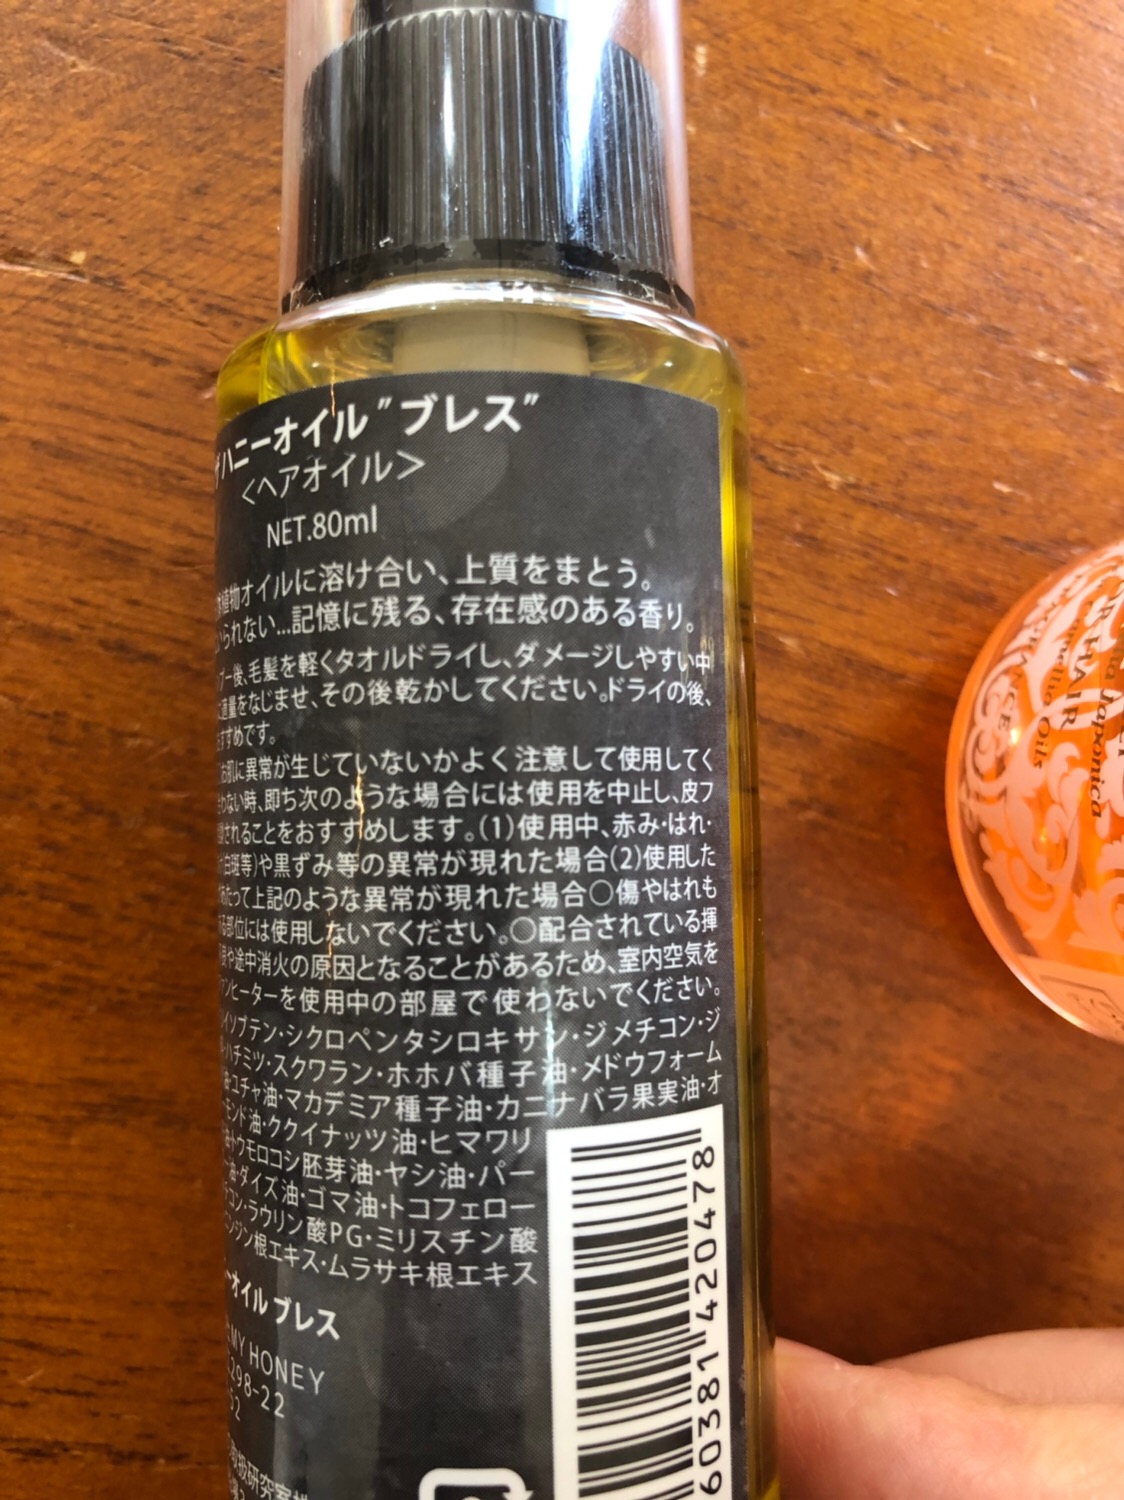 ハニーオイル"ブレス"
<ヘアオイル>
NET.80ml
植物オイルに溶け合い、上質をまとう。
られない...記憶に残る、存在感のある香り。
プー後、毛髪を軽くタオルドライし、ダメージしやすい中
適量をなじませ、その後乾かしてください。ドライの後、
すすめです。
お肌に異常が生じていないかよく注意して使用してく
わない時、即ち次のような場合には使用を中止し、皮フ
されることをおすすめします。(1)使用中、赤み・はれ・
白斑等)や黒ずみ等の異常が現れた場合(2)使用した
あたって上記のような異常が現れた場合○傷やはれも
る部位には使用しないでください。○配合されている揮
や途中消火の原因となることがあるため、室内空気を
ァンヒーターを使用中の部屋で使わないでください。
イソブテン・シクロペンタシロキサン・ジメチコン・ジ
ハチミツ・スクワラン・ホホバ種子油・メドウフォーム
油・コチャ油・マカデミア種子油・カニナバラ果実油・オ
ーモンド油・ククイナッツ油・ヒマワリ
トウモロコシ胚芽油・ヤシ油・パー
油・ダイズ油・ゴマ油・トコフェロー
コン・ラウリン酸PG・ミリスチン酸
ニンジン根エキス・ムラサキ根エキス
ーオイル ブレス
MY HONEY
298-22
52
60381 420478
FOR HAIR
Japonica
Oils